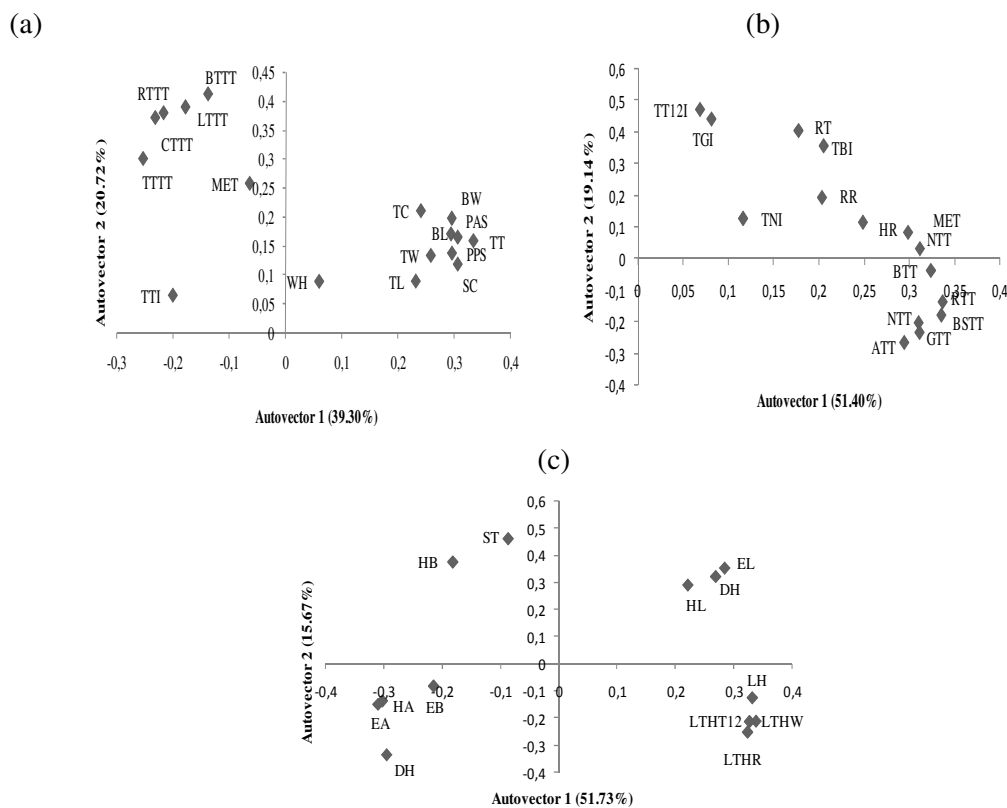 (a)
(b)
0,45
0,4
0,35
0,3
0,25
0,2
0,15
0,1
0,05
0
-0,3
-0,2
-0,1
0
0,1
0,2
0,3
0,4
BTTT
RTTT
LTTT
CTTT
TTTT
MET
TTI
TC
BW
BL
PAS
TT
TW
PPS
WH
TL
SC
Autovector 2 (20.72%)
Autovector 1 (39.30%)
0,6
0,5
0,4
0,3
0,2
0,1
0
-0,1
-0,2
-0,3
-0,4
0
0,05
0,1
0,15
0,2
0,25
0,3
0,35
0,4
TT12I
TGI
RT
TBI
RR
TNI
HR
MET
NTT
BTT
RTT
NTT
BSTT
GTT
ATT
Autovector 2 (19.14 %)
Autovector 1 (51.40%)
(c)
0,6
0,5
0,4
0,3
0,2
0,1
0
-0,1
-0,2
-0,3
-0,4
-0,4
-0,3
-0,2
-0,1
0
0,1
0,2
0,3
0,4
ST
HB
EL
DH
HL
LH
HA
EB
EA
LTHT12
LTHW
LTHR
DH
Autovector 2 (15.67 %)
Autovector 1 (51.73%)